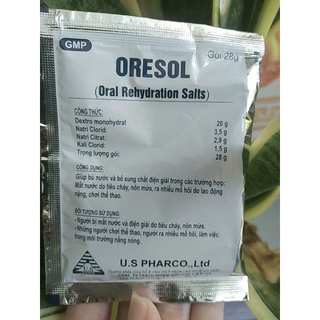 GMP
Gói 28g
ORESOL
(Oral Rehydration Salts)
CÔNG THỨC:
Dextro monohydrat 20 g
Natri Clorid: 3,5 g
Natri Citrat: 2,9 g
Kali Clorid: 1,5 g
Trọng lượng gói: 28 g
CÔNG DỤNG:
Giúp bù nước và bổ sung chất điện giải trong các trường hợp:
Mất nước do tiêu chảy, nôn mửa, ra nhiều mồ hôi do lao động
nặng, chơi thể thao.
ĐỐI TƯỢNG SỬ DỤNG:
- Người bị mất nước và điện giải do tiêu chảy, nôn mửa.
- Những người chơi thể thao, người ra nhiều mồ hôi, làm việc
trong môi trường nắng nóng.
U.S PHARCO.,Ltd